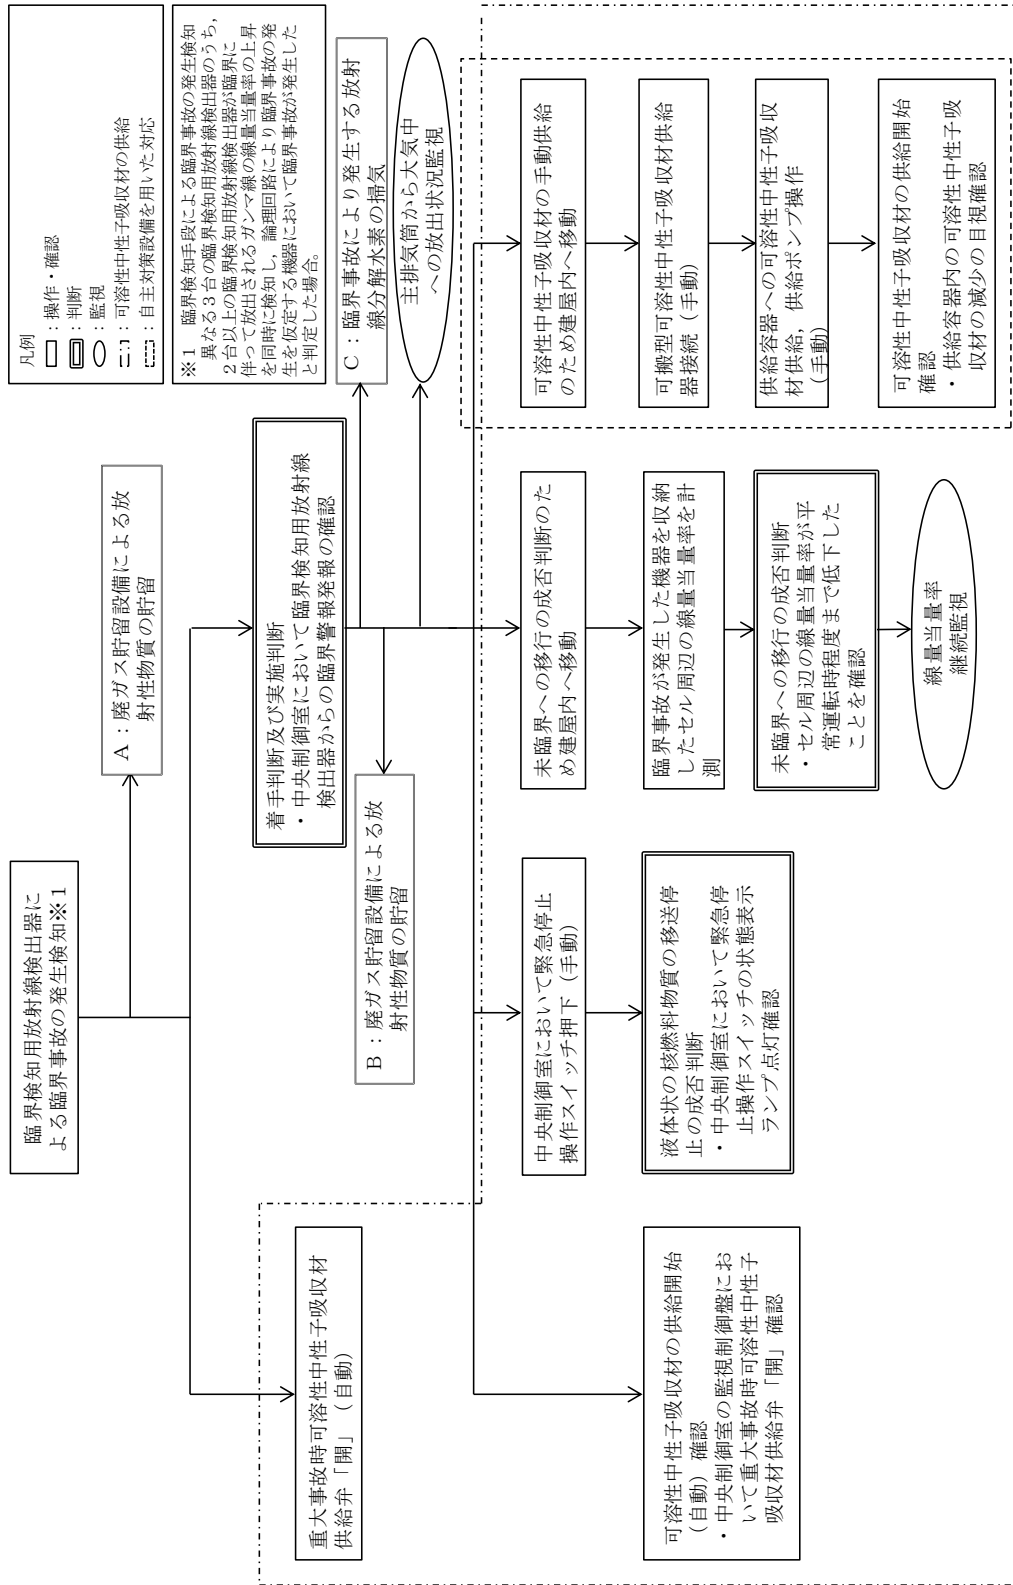 臨界検知用放射線検出器に
よる臨界事故の発生検知※１
Ａ：廃ガス貯留設備による放
射性物質の貯留
凡例
：操作・確認
：判断
：監視
：可溶性中性子吸収材の供給
：自主対策設備を用いた対応
※１　臨界検知手段による臨界事故の発生検知
異なる３台の臨界検知用放射線検出器のうち，
２台以上の臨界検知用放射線検出器が臨界に
伴って放出されるガンマ線の線量当量率の上昇
を同時に検知し，論理回路により臨界事故の発
生を仮定する機器において臨界事故が発生した
と判定した場合。
重大事故時可溶性中性子吸収材
供給弁「開」（自動）
着手判断及び実施判断
・中央制御室において臨界検知用放射線
検出器からの臨界警報発報の確認
Ｃ：臨界事故により発生する放射
線分解水素の掃気
Ｂ：廃ガス貯留設備による放
射性物質の貯留
主排気筒から大気中
への放出状況監視
可溶性中性子吸収材の供給開始
（自動）確認
・中央制御室の監視制御盤にお
いて重大事故時可溶性中性子
吸収材供給弁「開」確認
中央制御室において緊急停止
操作スイッチ押下（手動）
液体状の核燃料物質の移送停
止の成否判断
・中央制御室において緊急停
止操作スイッチの状態表示
ランプ点灯確認
未臨界への移行の成否判断のた
め建屋内へ移動
臨界事故が発生した機器を収納
したセル周辺の線量当量率を計
測
未臨界への移行の成否判断
・セル周辺の線量当量率が平
常運転時程度まで低下した
ことを確認
線量当量率
継続監視
可溶性中性子吸収材の手動供給
のため建屋内へ移動
可搬型可溶性中性子吸収材供給
器接続（手動）
供給容器への可溶性中性子吸収
材供給，供給ポンプ操作
（手動）
可溶性中性子吸収材の供給開始
確認
・供給容器内の可溶性中性子吸
収材の減少の目視確認